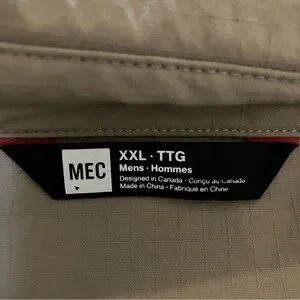 MEC
XXL · TTG
Mens · Hommes
Designed in Canada · Conçu au Canada
Made in China · Fabriqué en Chine